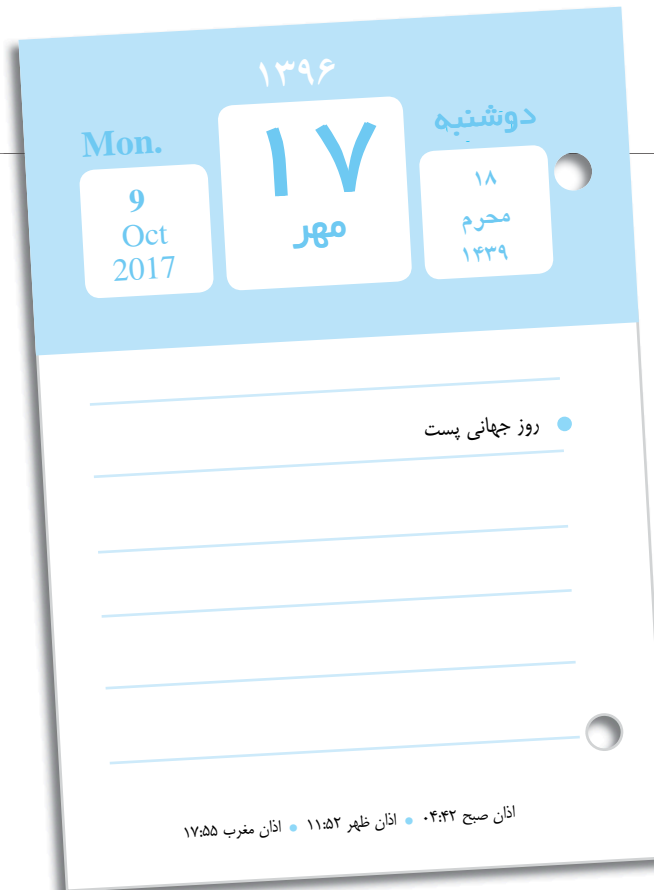 ۱۳۹۶
دوشنبه
۱۸
محرم
۱۴۳۹
۱۷
مهر
Mon.
9
Oct
2017
روز جهانی پست
اذان صبح ۰۴:۴۲ • اذان ظهر ۱۱:۵۲ • اذان مغرب ۱۷:۵۵